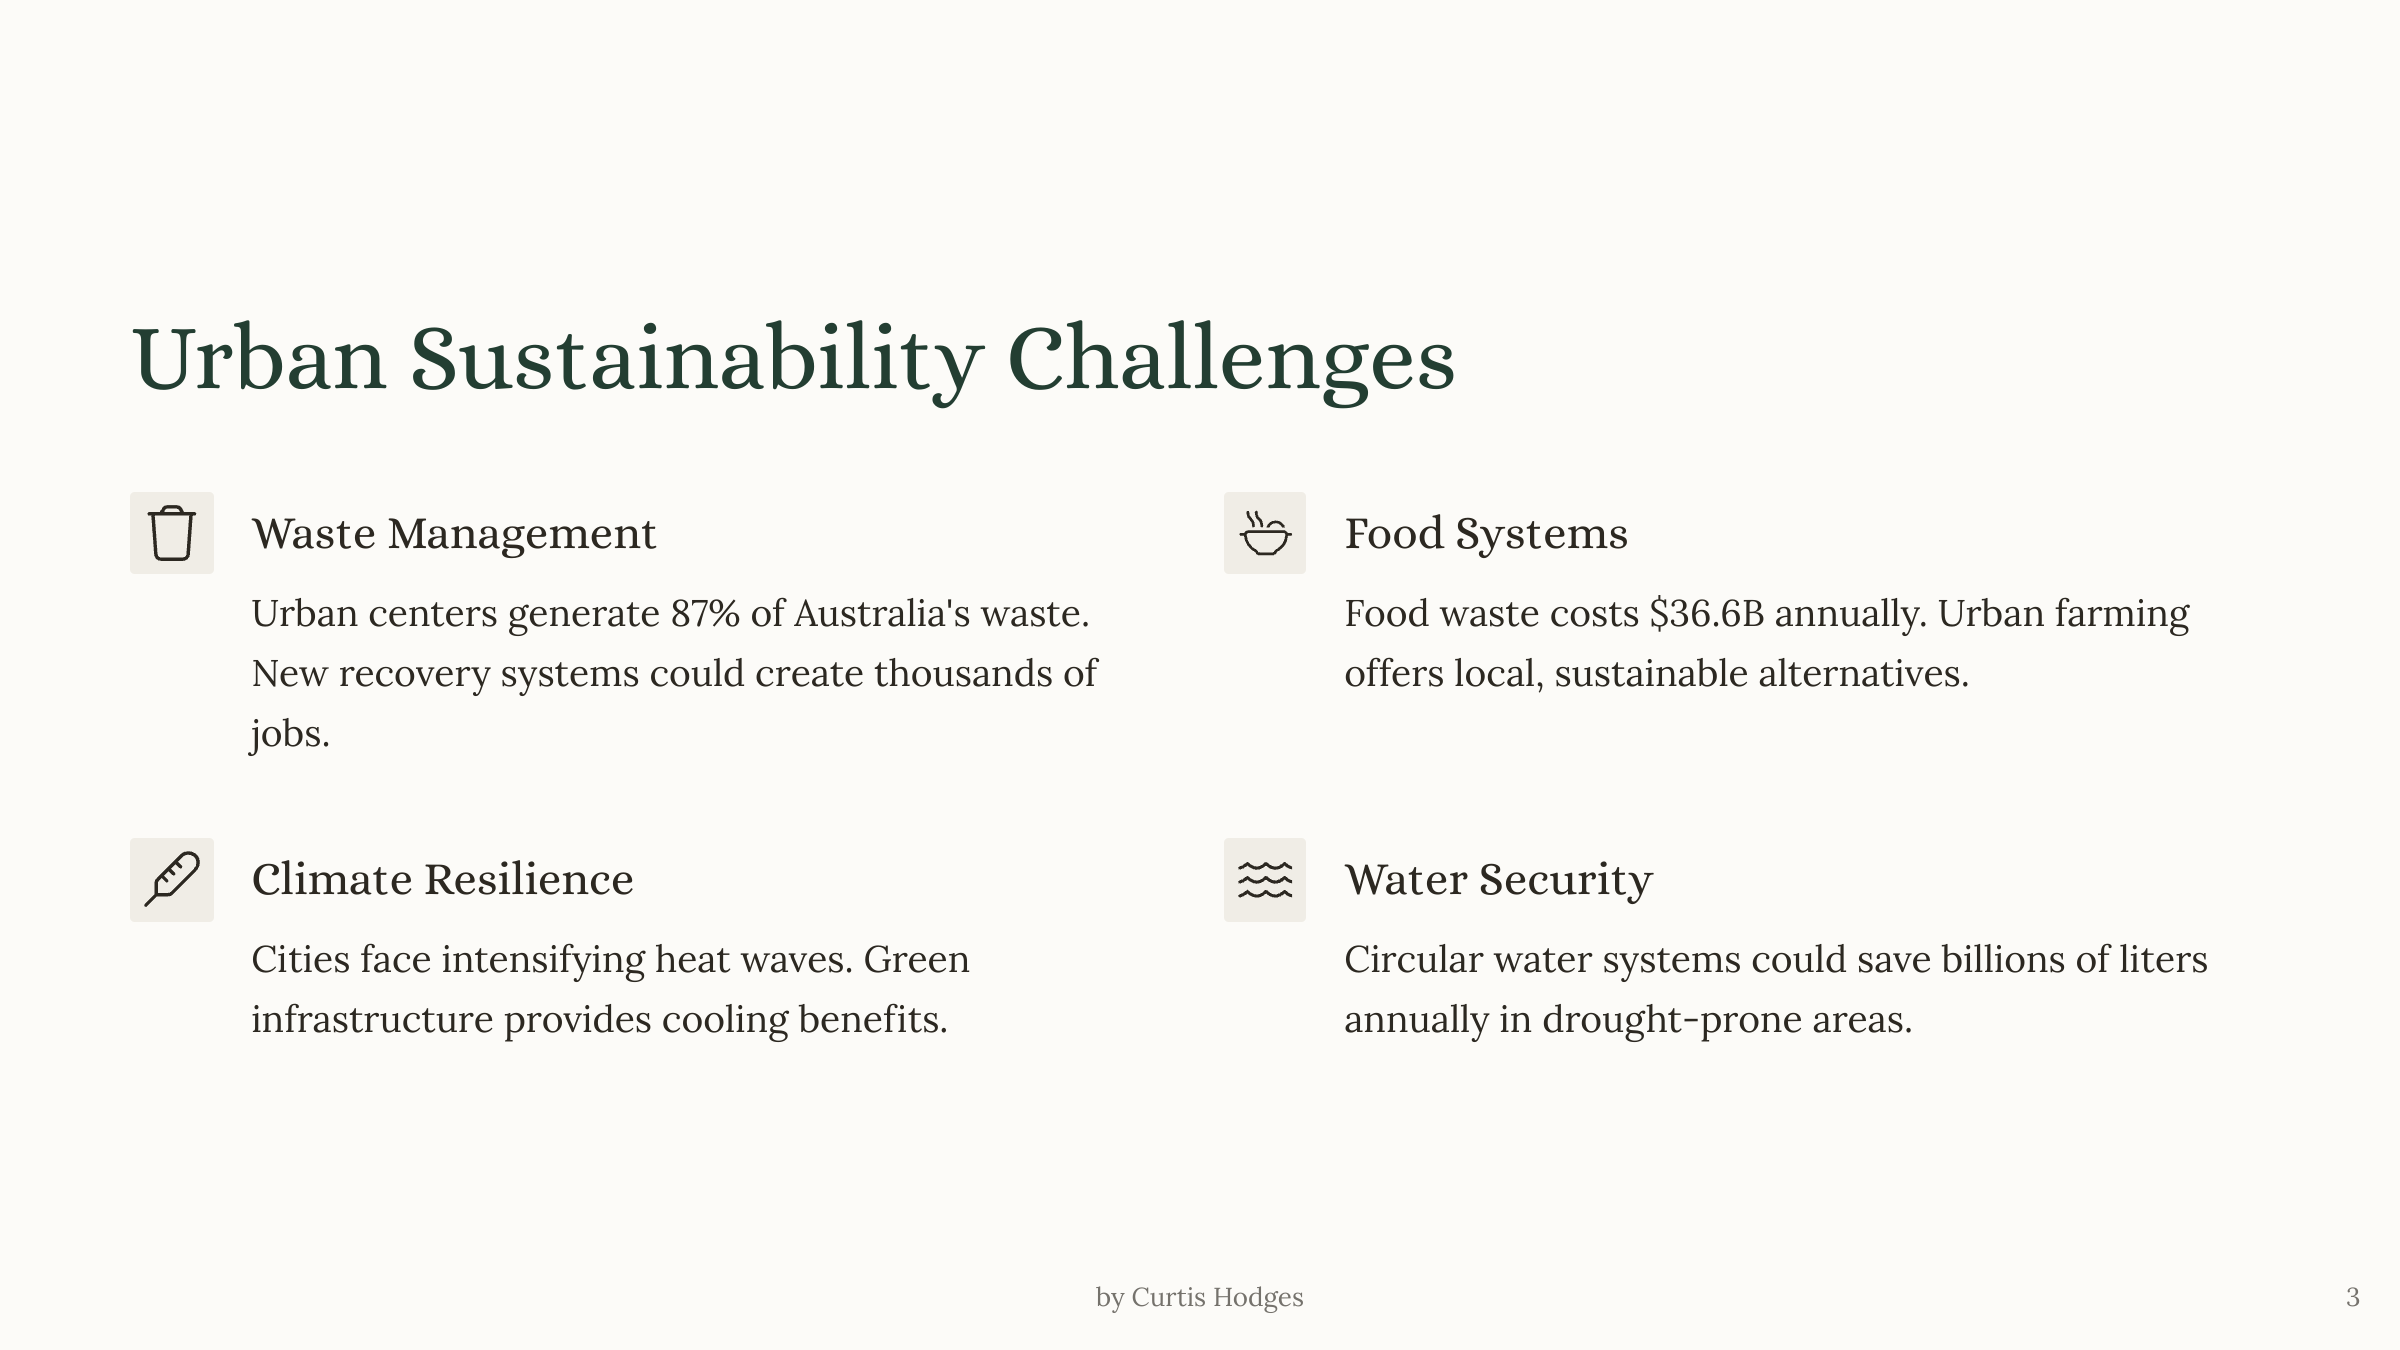 Urban Sustainability Challenges
Waste Management
Urban centers generate 87% of Australia's waste.
New recovery systems could create thousands of
jobs.
Food Systems
Food waste costs $36.6B annually. Urban farming
offers local, sustainable alternatives.
Climate Resilience
Cities face intensifying heat waves. Green
infrastructure provides cooling benefits.
Water Security
Circular water systems could save billions of liters
annually in drought-prone areas.
by Curtis Hodges
3